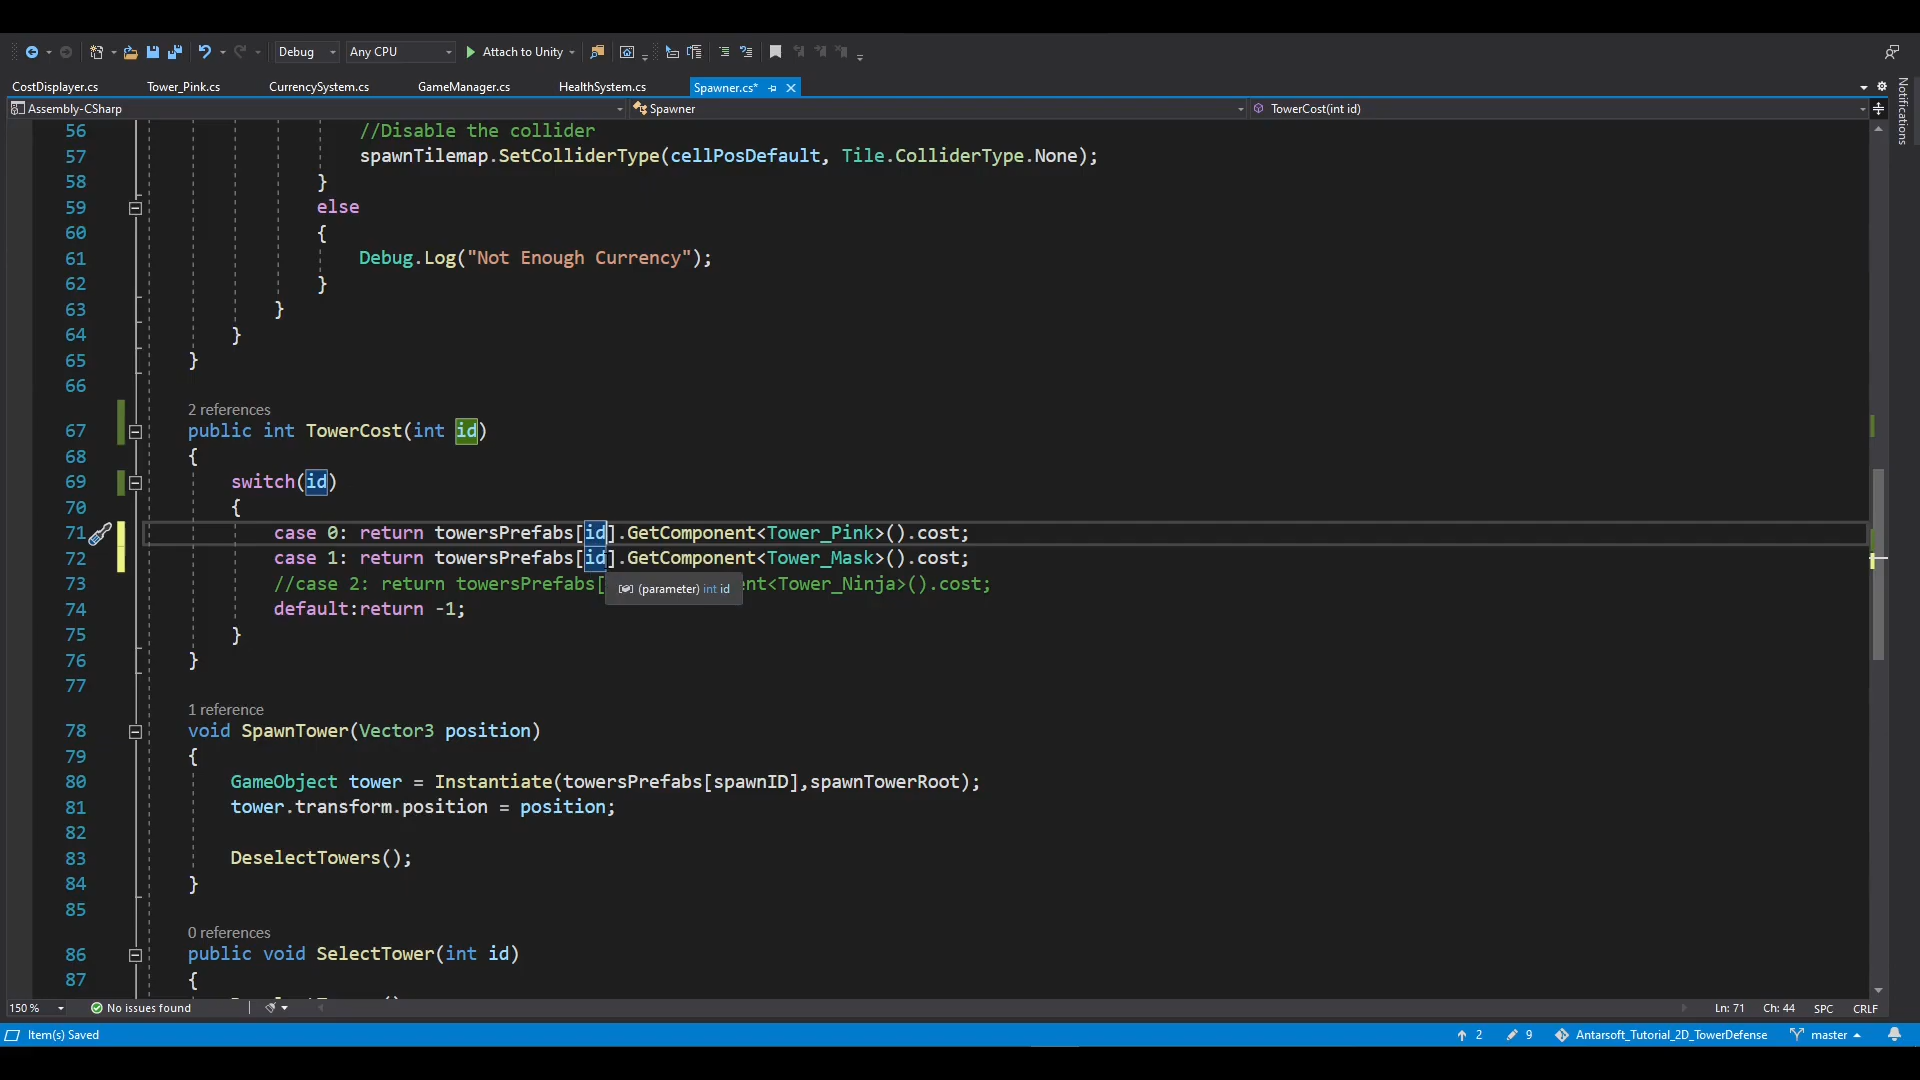 Debug Any CPU Attach to Unity
CostDisplayer.cs Tower_Pink.cs CurrencySystem.cs GameManager.cs HealthSystem.cs Spawner.cs*
Assembly-CSharp Spawner TowerCost(int id)
Notifications
56 //Disable the collider
57 spawnTilemap.SetColliderType(cellPosDefault, Tile.ColliderType.None);
58 }
59 else
60 {
61 Debug.Log("Not Enough Currency");
62 }
63 }
64 }
65 }
66
2 references
67 public int TowerCost(int id)
68 {
69 switch(id)
70 {
71 case 0: return towersPrefabs[id].GetComponent<Tower_Pink>().cost;
72 case 1: return towersPrefabs[id].GetComponent<Tower_Mask>().cost;
73 //case 2: return towersPrefabs[ (parameter) int id nt<Tower_Ninja>().cost;
74 default:return -1;
75 }
76 }
77
1 reference
78 void SpawnTower(Vector3 position)
79 {
80 GameObject tower = Instantiate(towersPrefabs[spawnID],spawnTowerRoot);
81 tower.transform.position = position;
82
83 DeselectTowers();
84 }
85
0 references
86 public void SelectTower(int id)
87 {
150 % No issues found Ln: 71 Ch: 44 SPC CRLF
Item(s) Saved 2 9 Antarsoft_Tutorial_2D_TowerDefense master